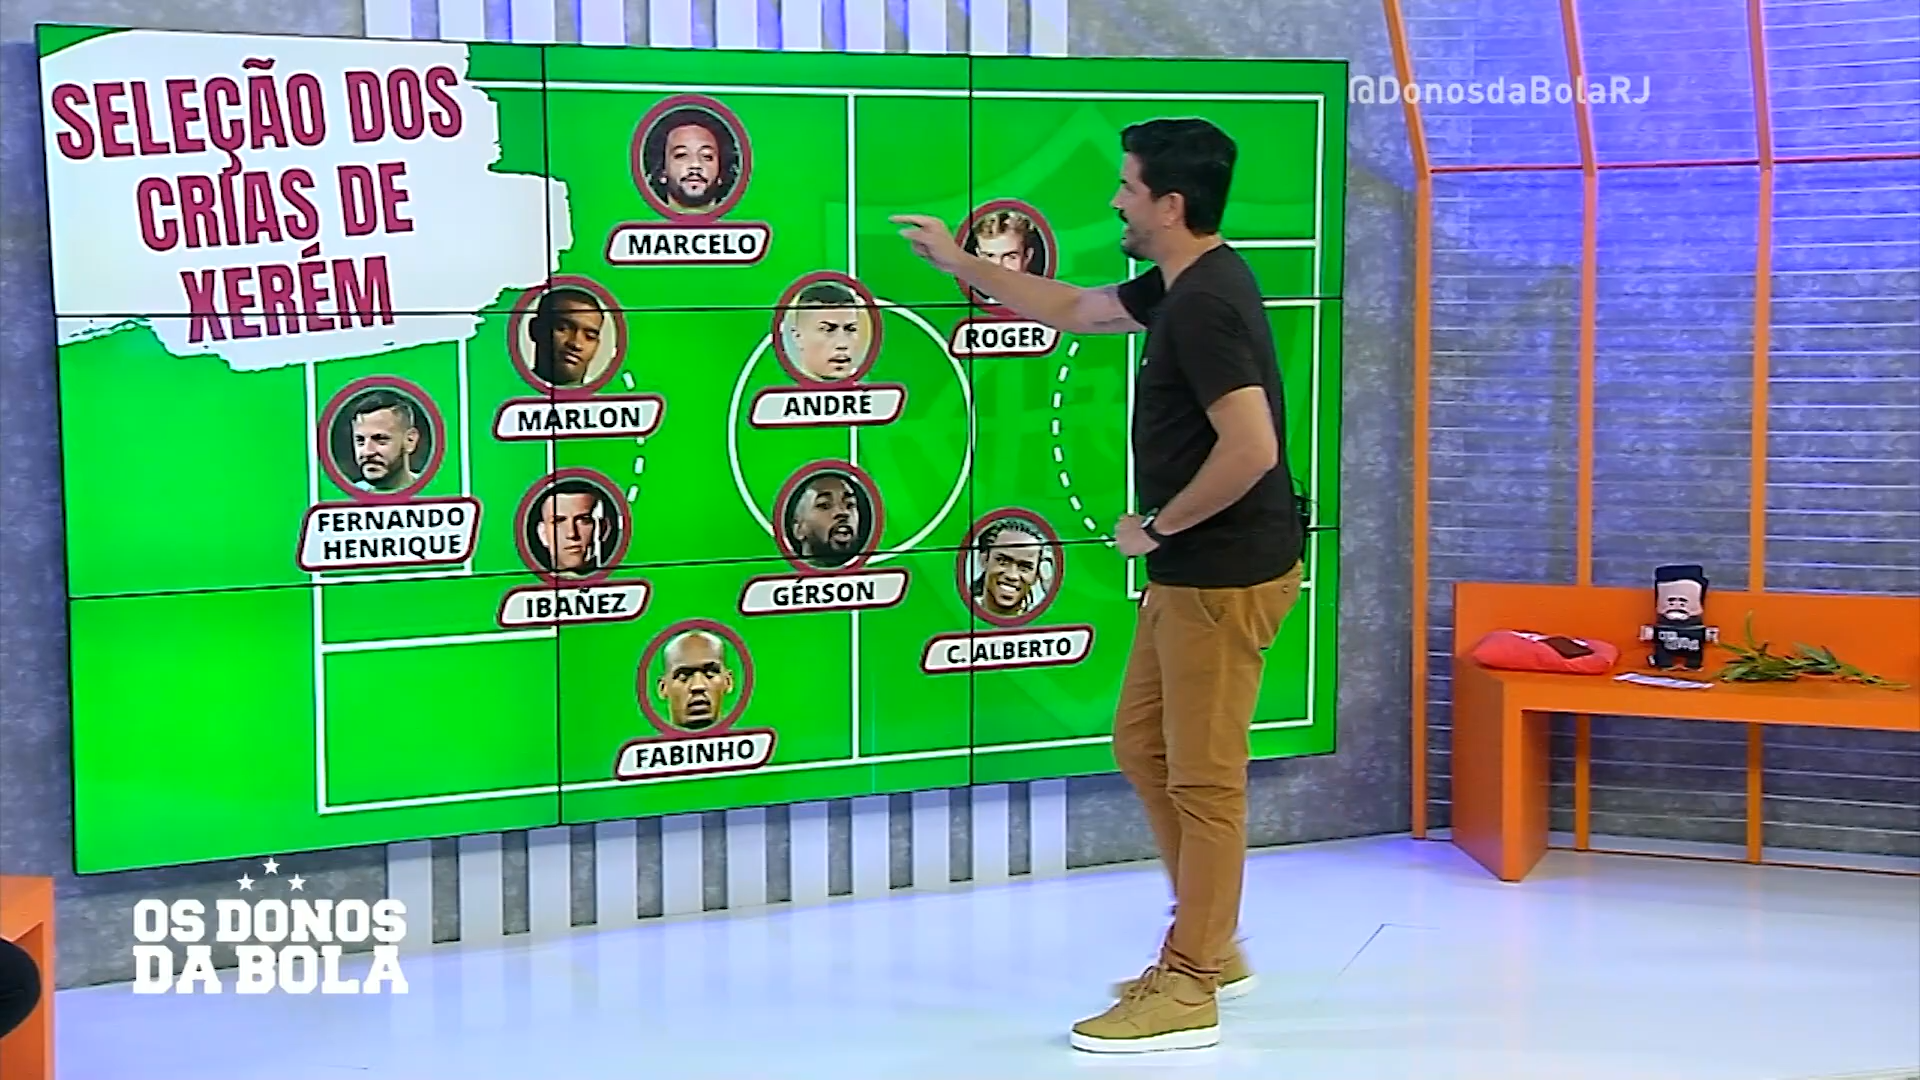 @DonosdaBolaRJ
SELEÇÃO DOS
CRIAS DE
XERÉM
MARCELO
ROGER
MARLON
ANDRÉ
FERNANDO
HENRIQUE
IBAÑEZ
GÉRSON
C. ALBERTO
FABINHO
OS DONOS
DA BOLA